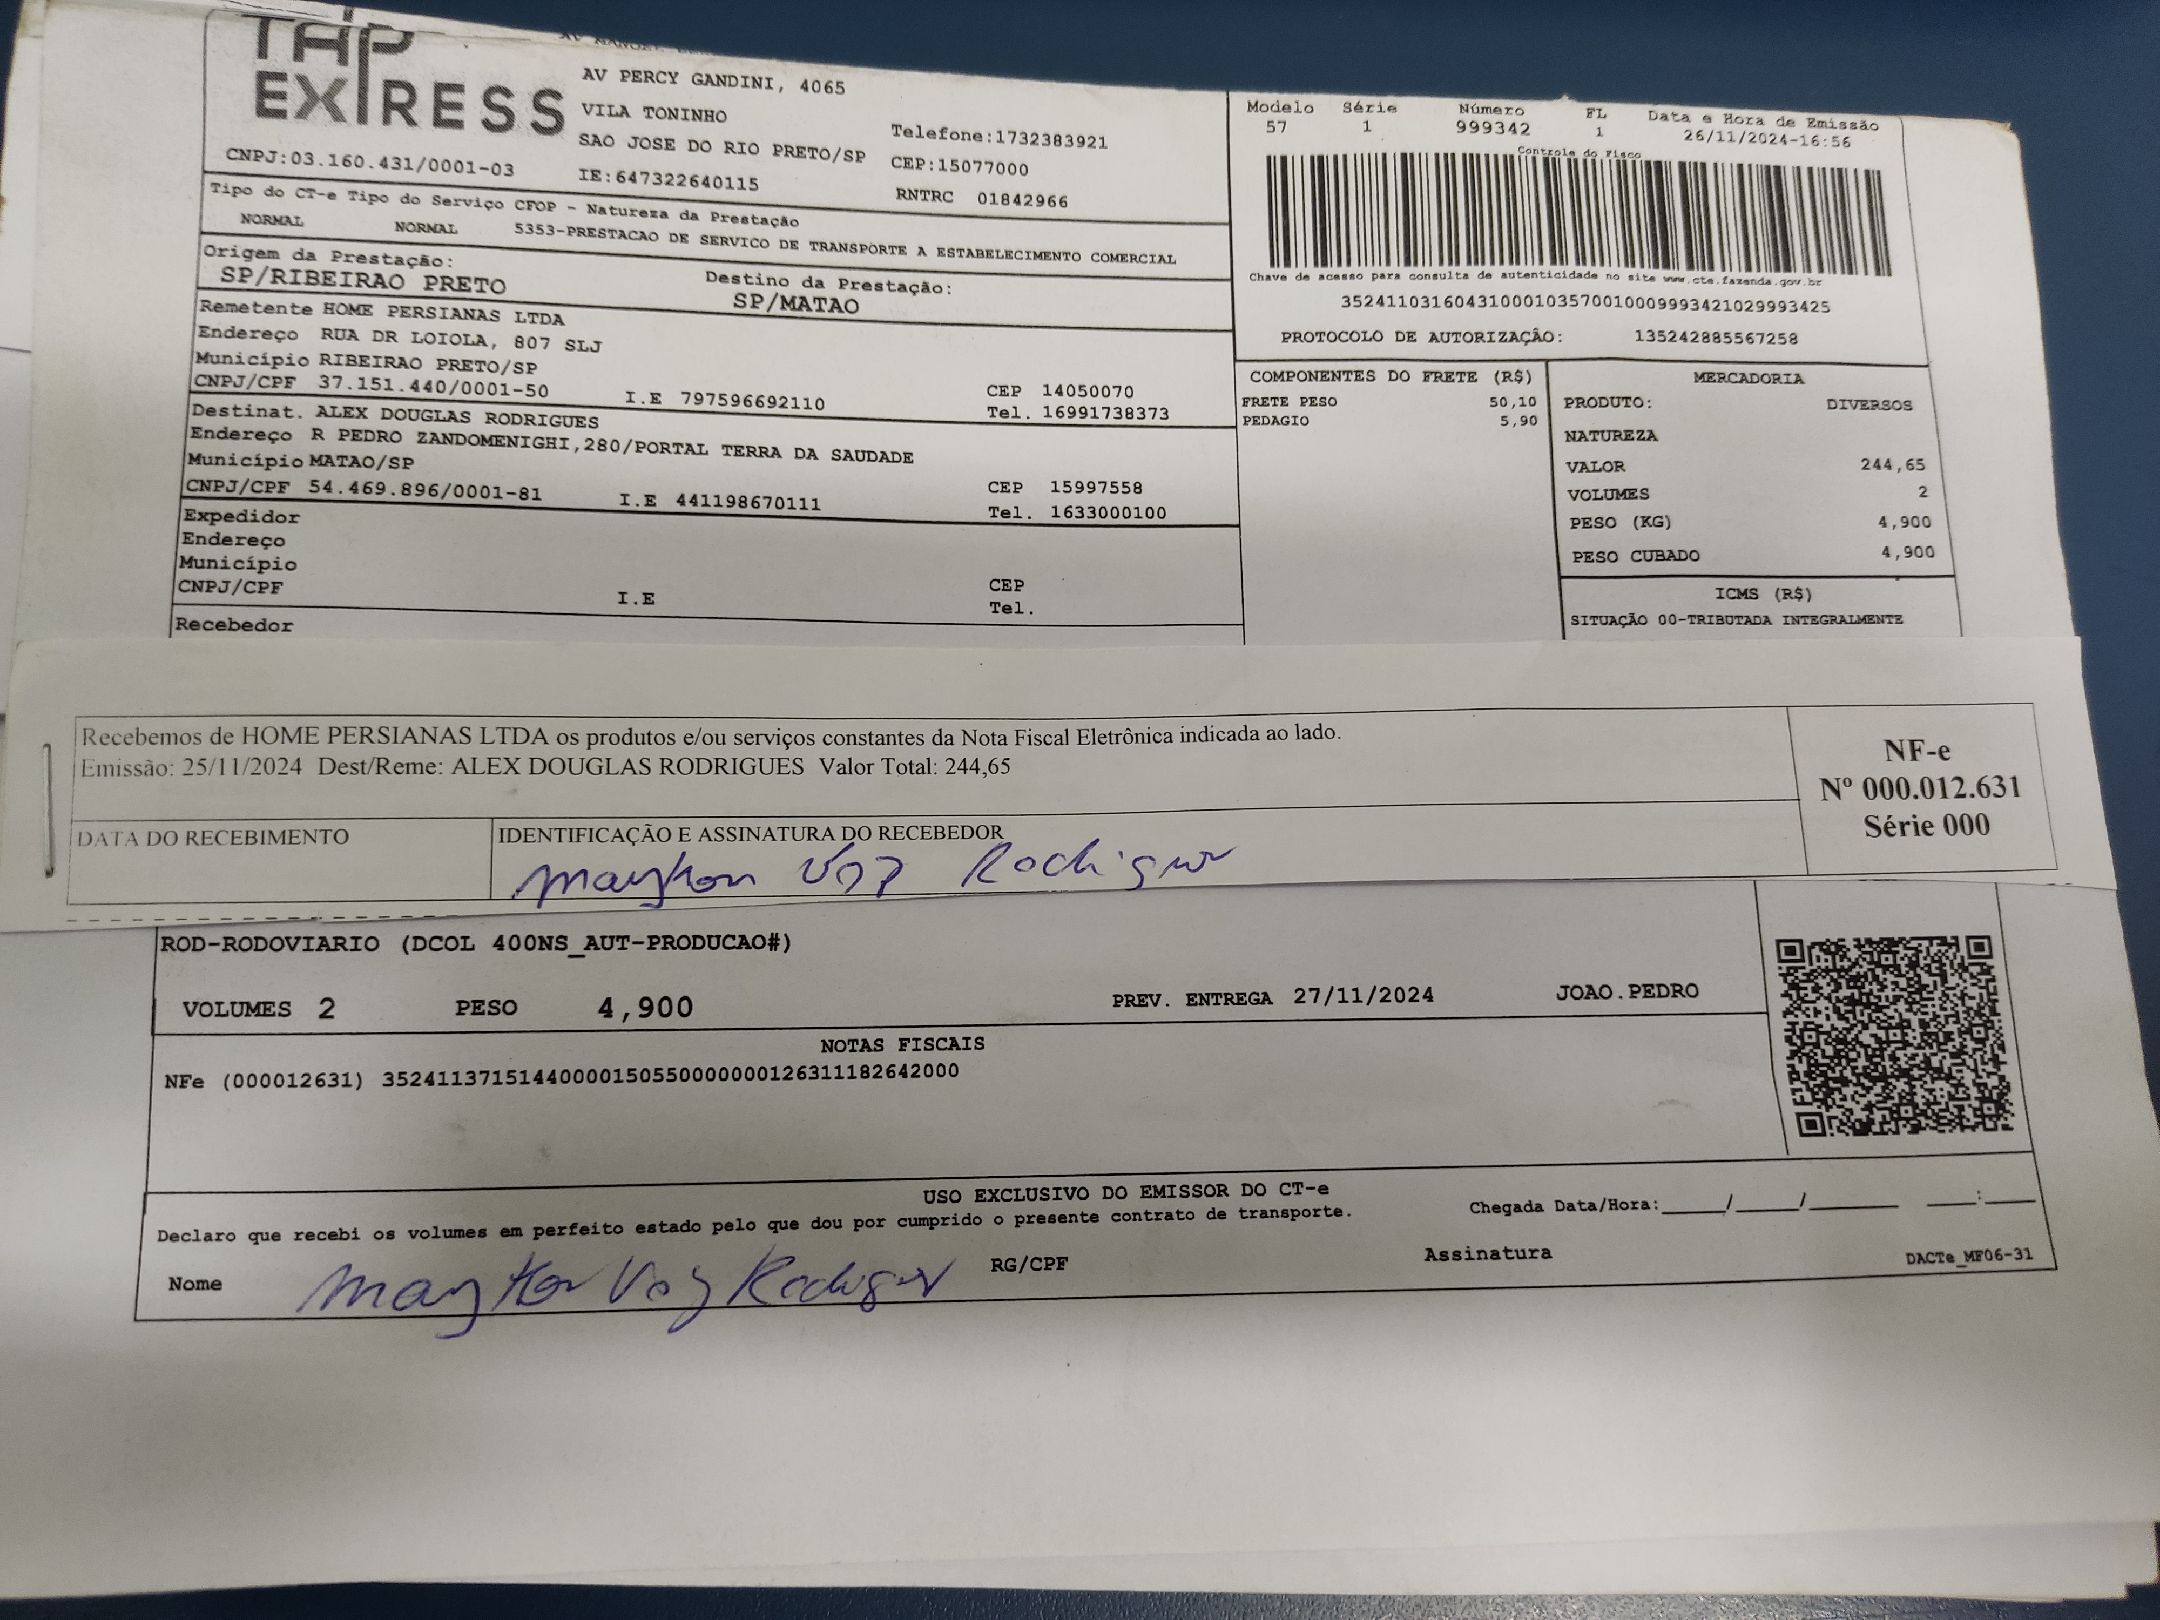 TAP
EXPRESS
AV PERCY GANDINI, 4065
VILA TONINHO
SAO JOSE DO RIO PRETO/SP
Telefone:1732383921
CEP:15077000
CNPJ:03.160.431/0001-03
IE:647322640115
RNTRC 01842966
Modelo Série Número FL Data e Hora de Emissão
57 1 999342 1 26/11/2024-16:56
Controle do Fisco
Chave de acesso para consulta de autenticidade no site www.cte.fazenda.gov.br
35241103160431000103570010009993421029993425
PROTOCOLO DE AUTORIZAÇÃO: 135242885567258
Tipo do CT-e Tipo do Serviço CFOP - Natureza da Prestação
NORMAL NORMAL 5353-PRESTACAO DE SERVICO DE TRANSPORTE A ESTABELECIMENTO COMERCIAL
Origem da Prestação: Destino da Prestação:
SP/RIBEIRAO PRETO SP/MATAO
Remetente HOME PERSIANAS LTDA
Endereço RUA DR LOIOLA, 807 SLJ
Município RIBEIRAO PRETO/SP CEP 14050070
CNPJ/CPF 37.151.440/0001-50 I.E 797596692110 Tel. 16991738373
Destinat. ALEX DOUGLAS RODRIGUES
Endereço R PEDRO ZANDOMENIGHI,280/PORTAL TERRA DA SAUDADE
Município MATAO/SP CEP 15997558
CNPJ/CPF 54.469.896/0001-81 I.E 441198670111 Tel. 1633000100
Expedidor
Endereço
Município CEP
CNPJ/CPF I.E Tel.
Recebedor
COMPONENTES DO FRETE (R$)
FRETE PESO 50,10
PEDAGIO 5,90
MERCADORIA
PRODUTO: DIVERSOS
NATUREZA
VALOR 244,65
VOLUMES 2
PESO (KG) 4,900
PESO CUBADO 4,900
ICMS (R$)
SITUAÇÃO 00-TRIBUTADA INTEGRALMENTE
Recebemos de HOME PERSIANAS LTDA os produtos e/ou serviços constantes da Nota Fiscal Eletrônica indicada ao lado.
Emissão: 25/11/2024 Dest/Reme: ALEX DOUGLAS RODRIGUES Valor Total: 244,65
NF-e
Nº 000.012.631
Série 000
DATA DO RECEBIMENTO IDENTIFICAÇÃO E ASSINATURA DO RECEBEDOR
Maykon Rodrigues
ROD-RODOVIARIO (DCOL 400NS_AUT-PRODUCAO#)
VOLUMES 2 PESO 4,900 PREV. ENTREGA 27/11/2024 JOAO.PEDRO
NOTAS FISCAIS
NFe (000012631) 35241137151440000150550000000126311182642000
USO EXCLUSIVO DO EMISSOR DO CT-e
Declaro que recebi os volumes em perfeito estado pelo que dou por cumprido o presente contrato de transporte.
Chegada Data/Hora:____/____/______ ___:___
Nome Maykon Rodrigues RG/CPF Assinatura DACTe_MF06-31